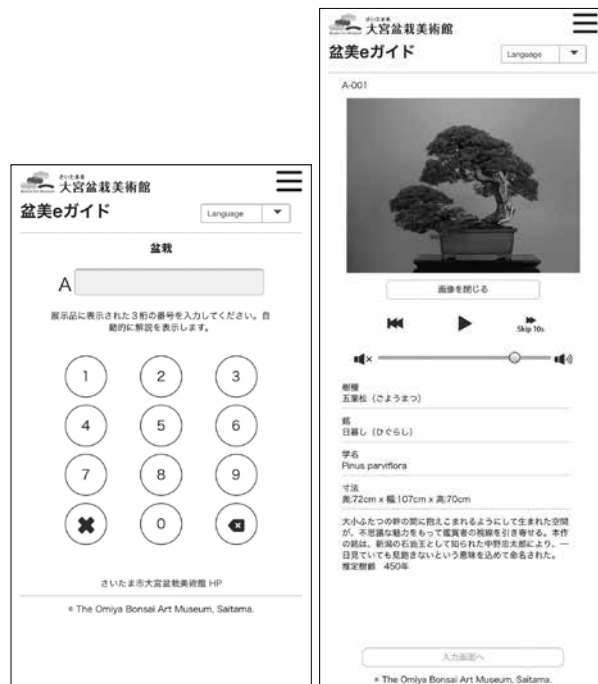 さいたま市
大宮盆栽美術館
盆美eガイド
Language
盆栽
A
展示品に表示された3桁の番号を入力してください。自
動的に解説を表示します。
1 2 3
4 5 6
7 8 9
0
さいたま市大宮盆栽美術館 HP
© The Omiya Bonsai Art Museum, Saitama.
さいたま市
大宮盆栽美術館
盆美eガイド
Language
A-001
画像を閉じる
Skip 10s
樹種
五葉松（ごようまつ）
銘
日暮し（ひぐらし）
学名
Pinus parviflora
寸法
奥:72cm x 幅:107cm x 高:70cm
大小ふたつの幹の間に抱えこまれるようにして生まれた空間
が、不思議な魅力をもって鑑賞者の視線を引き寄せる。本作
の銘は、新潟の石油王として知られた中野忠太郎により、一
日見ていても見飽きないという意味を込めて命名された。
推定樹齢　450年
入力画面へ
© The Omiya Bonsai Art Museum, Saitama.